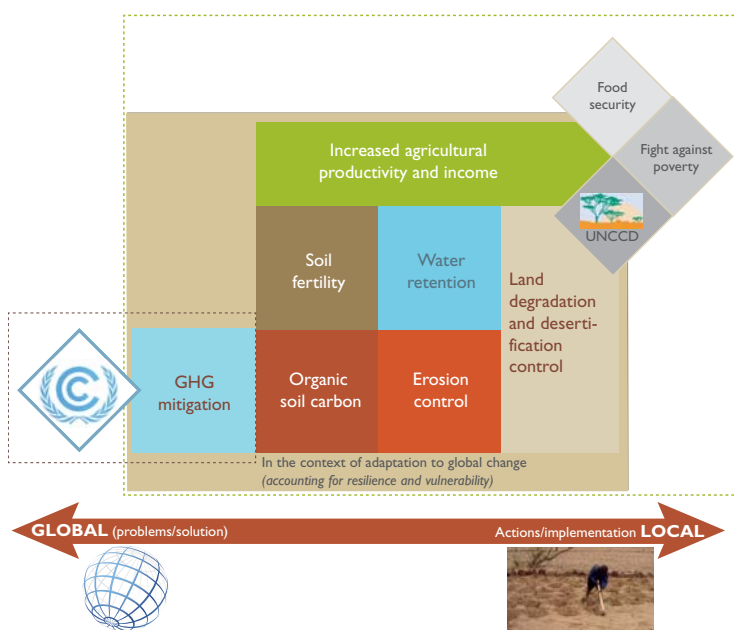 Food
security
Fight against
poverty
UNCCD
Increased agricultural
productivity and income
Soil
fertility
Water
retention
Land
degradation
and deserti-
fication
control
GHG
mitigation
Organic
soil carbon
Erosion
control
In the context of adaptation to global change
(accounting for resilience and vulnerability)
GLOBAL (problems/solution)
Actions/implementation LOCAL